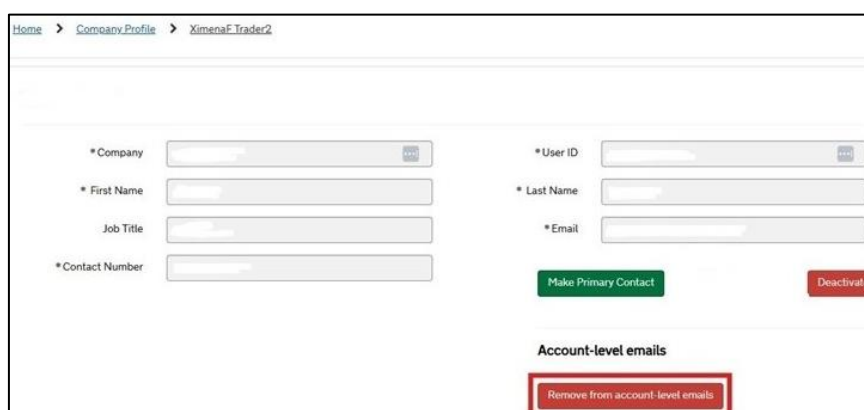 Home > Company Profile > XimenaF Trader2
* Company
* User ID
* First Name
* Last Name
Job Title
* Email
* Contact Number
Make Primary Contact
Deactivat
Account-level emails
Remove from account-level emails